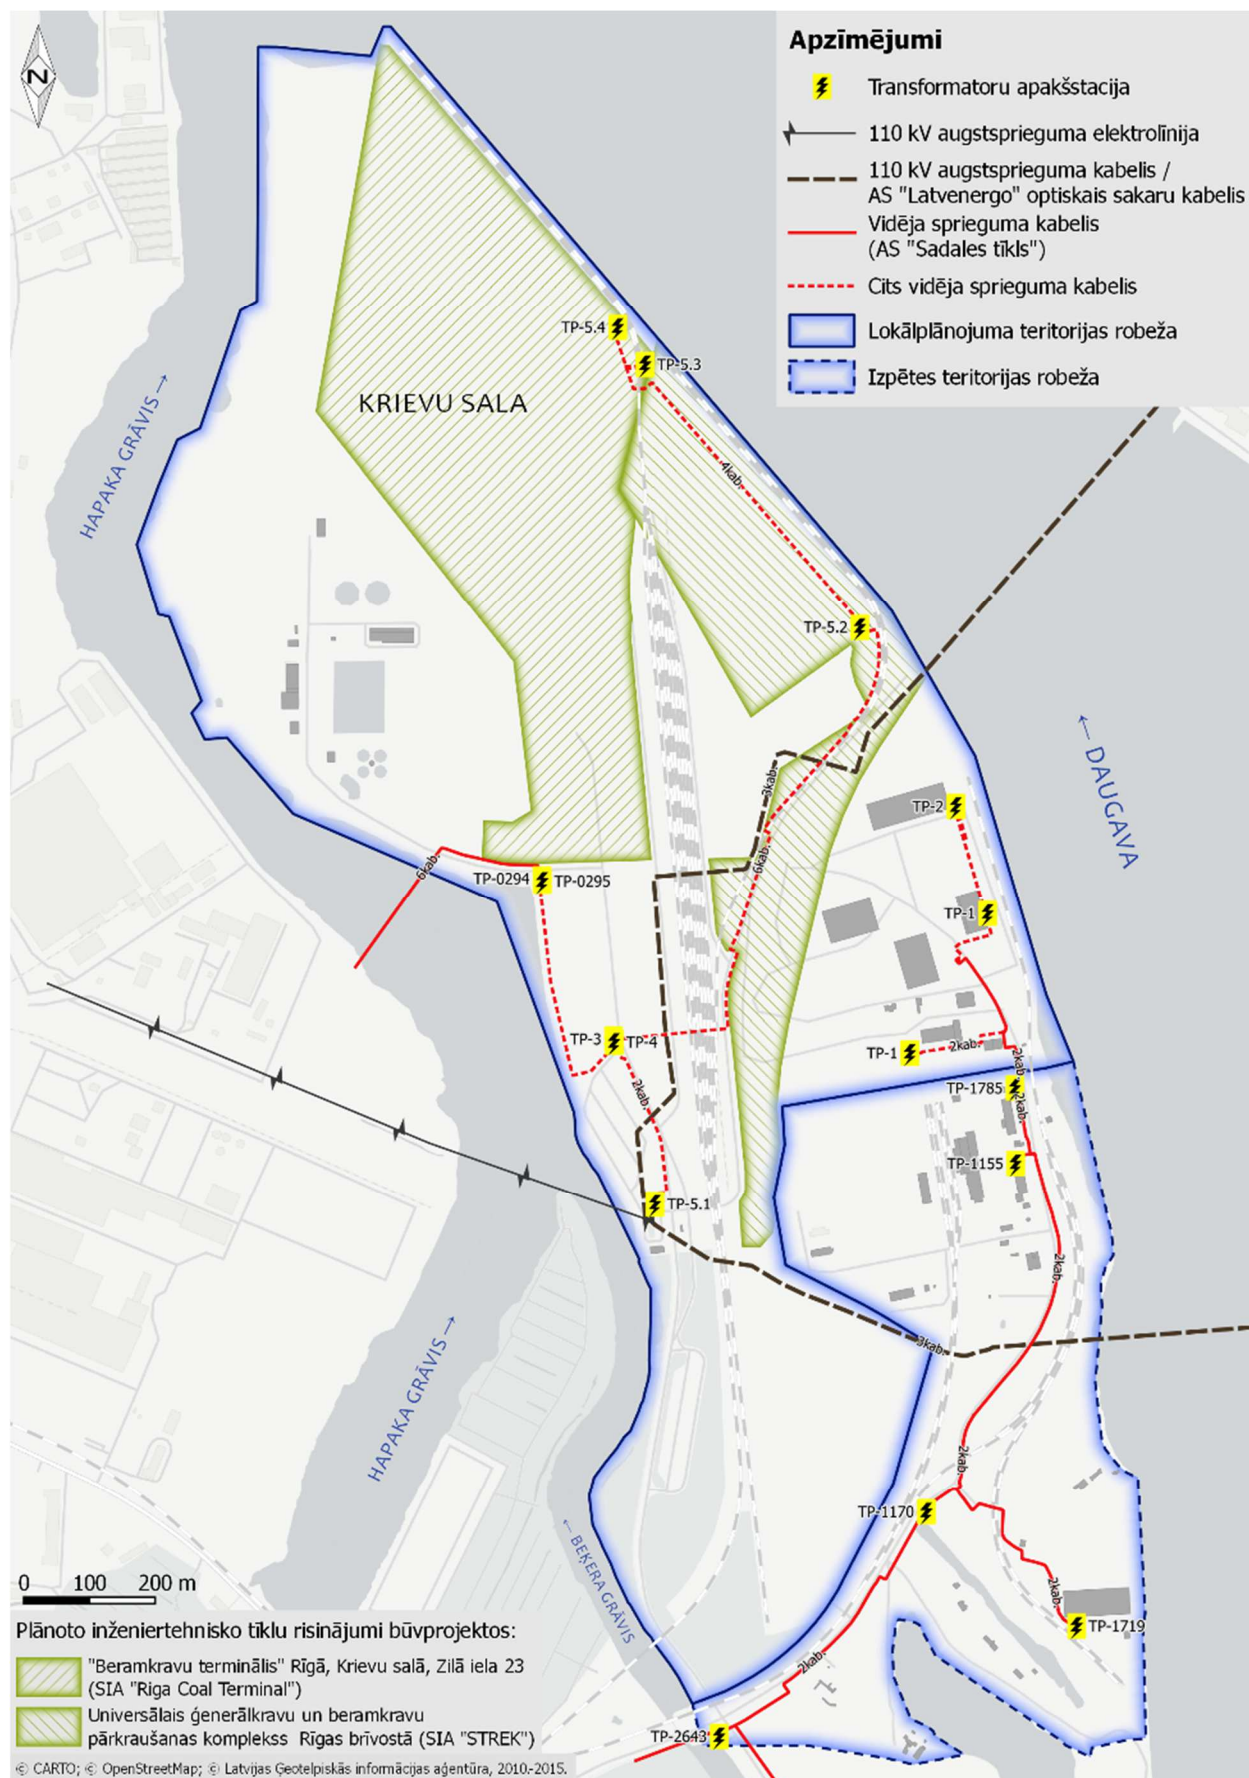 Apzīmējumi
Transformatoru apakšstacija
110 kV augstsprieguma elektrolīnija
110 kV augstsprieguma kabelis /
AS "Latvenergo" optiskais sakaru kabelis
Vidēja sprieguma kabelis
(AS "Sadales tīkls")
Cits vidēja sprieguma kabelis
Lokālplānojuma teritorijas robeža
Izpētes teritorijas robeža
N
TP-5.4
TP-5.3
KRIEVU SALA
HAPAKA GRĀVIS →
4kab.
TP-5.2
← DAUGAVA
3kab.
TP-2
6kab.
6kab.
TP-0294
TP-0295
TP-1
TP-3
TP-4
TP-1
2kab.
2kab.
2kab.
TP-1785
2kab.
TP-1155
TP-5.1
2kab.
3kab.
HAPAKA GRĀVIS →
2kab.
TP-1170
← BEĶERA GRĀVIS
2kab.
TP-1719
2kab.
TP-2643
0 100 200 m
Plānoto inženiertehnisko tīklu risinājumi būvprojektos:
"Beramkravu terminālis" Rīgā, Krievu salā, Zilā iela 23
(SIA "Riga Coal Terminal")
Universālais ģenerālkravu un beramkravu
pārkraušanas komplekss Rīgas brīvostā (SIA "STREK")
© CARTO; © OpenStreetMap; © Latvijas Ģeotelpiskās informācijas aģentūra, 2010.-2015.